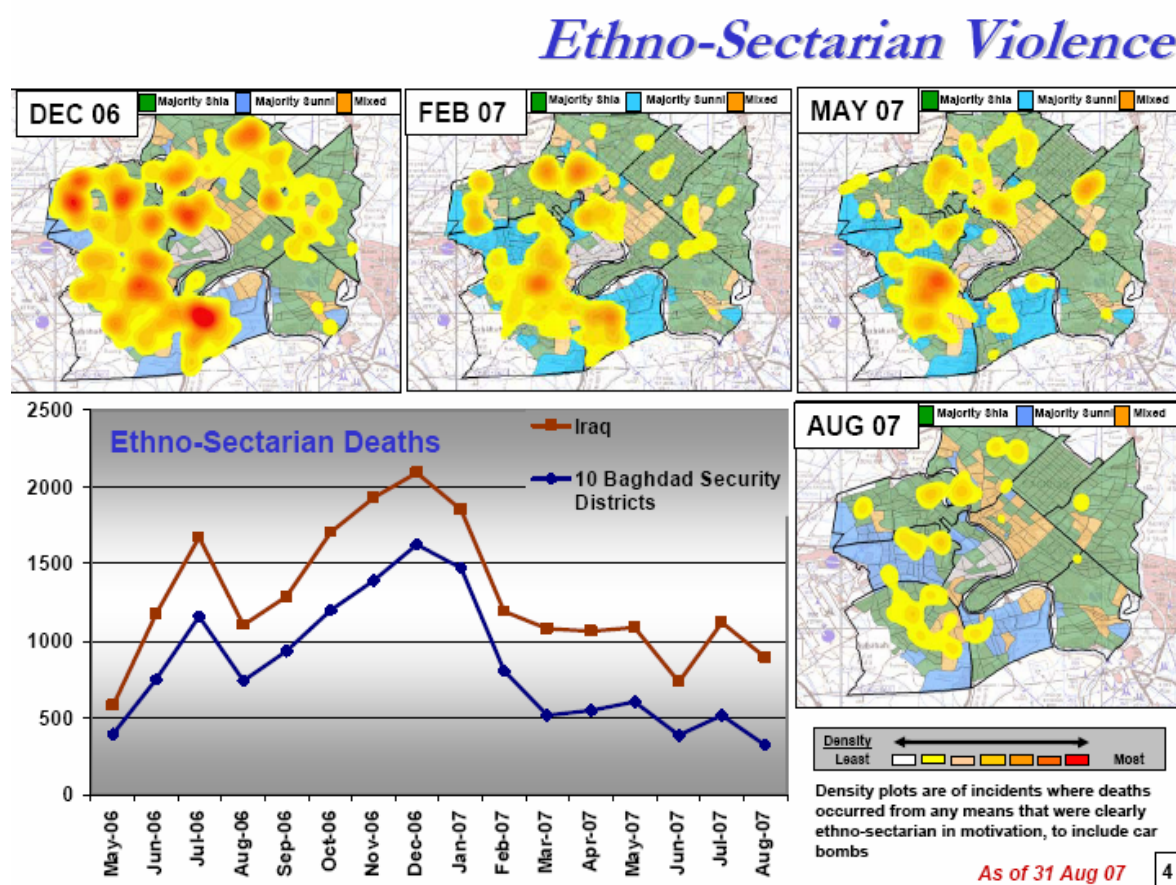 Ethno-Sectarian Violence
DEC 06
Majority Shia Majority Sunni Mixed
FEB 07
Majority Shia Majority Sunni Mixed
MAY 07
Majority Shia Majority Sunni Mixed
Ethno-Sectarian Deaths
Iraq
10 Baghdad Security
Districts
2500
2000
1500
1000
500
0
May-06
Jun-06
Jul-06
Aug-06
Sep-06
Oct-06
Nov-06
Dec-06
Jan-07
Feb-07
Mar-07
Apr-07
May-07
Jun-07
Jul-07
Aug-07
AUG 07
Majority Shia Majority Sunni Mixed
Density
Least Most
Density plots are of incidents where deaths
occurred from any means that were clearly
ethno-sectarian in motivation, to include car
bombs
As of 31 Aug 07
4